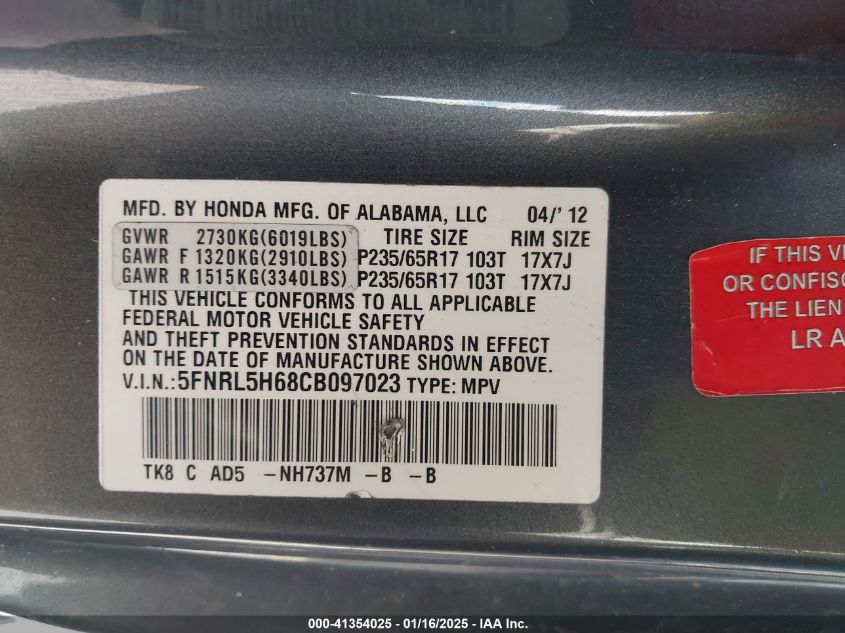 MFD. BY HONDA MFG. OF ALABAMA, LLC 04/' 12
GVWR 2730KG(6019LBS) TIRE SIZE RIM SIZE
GAWR F 1320KG(2910LBS) P235/65R17 103T 17X7J
GAWR R 1515KG(3340LBS) P235/65R17 103T 17X7J
THIS VEHICLE CONFORMS TO ALL APPLICABLE
FEDERAL MOTOR VEHICLE SAFETY
AND THEFT PREVENTION STANDARDS IN EFFECT
ON THE DATE OF MANUFACTURE SHOWN ABOVE.
V.I.N.: 5FNRL5H68CB097023 TYPE: MPV
TK8 C AD5 -NH737M -B -B
IF THIS
OR
THE LIEN
LR
000-41354025 - 01/16/2025 - IAA Inc.